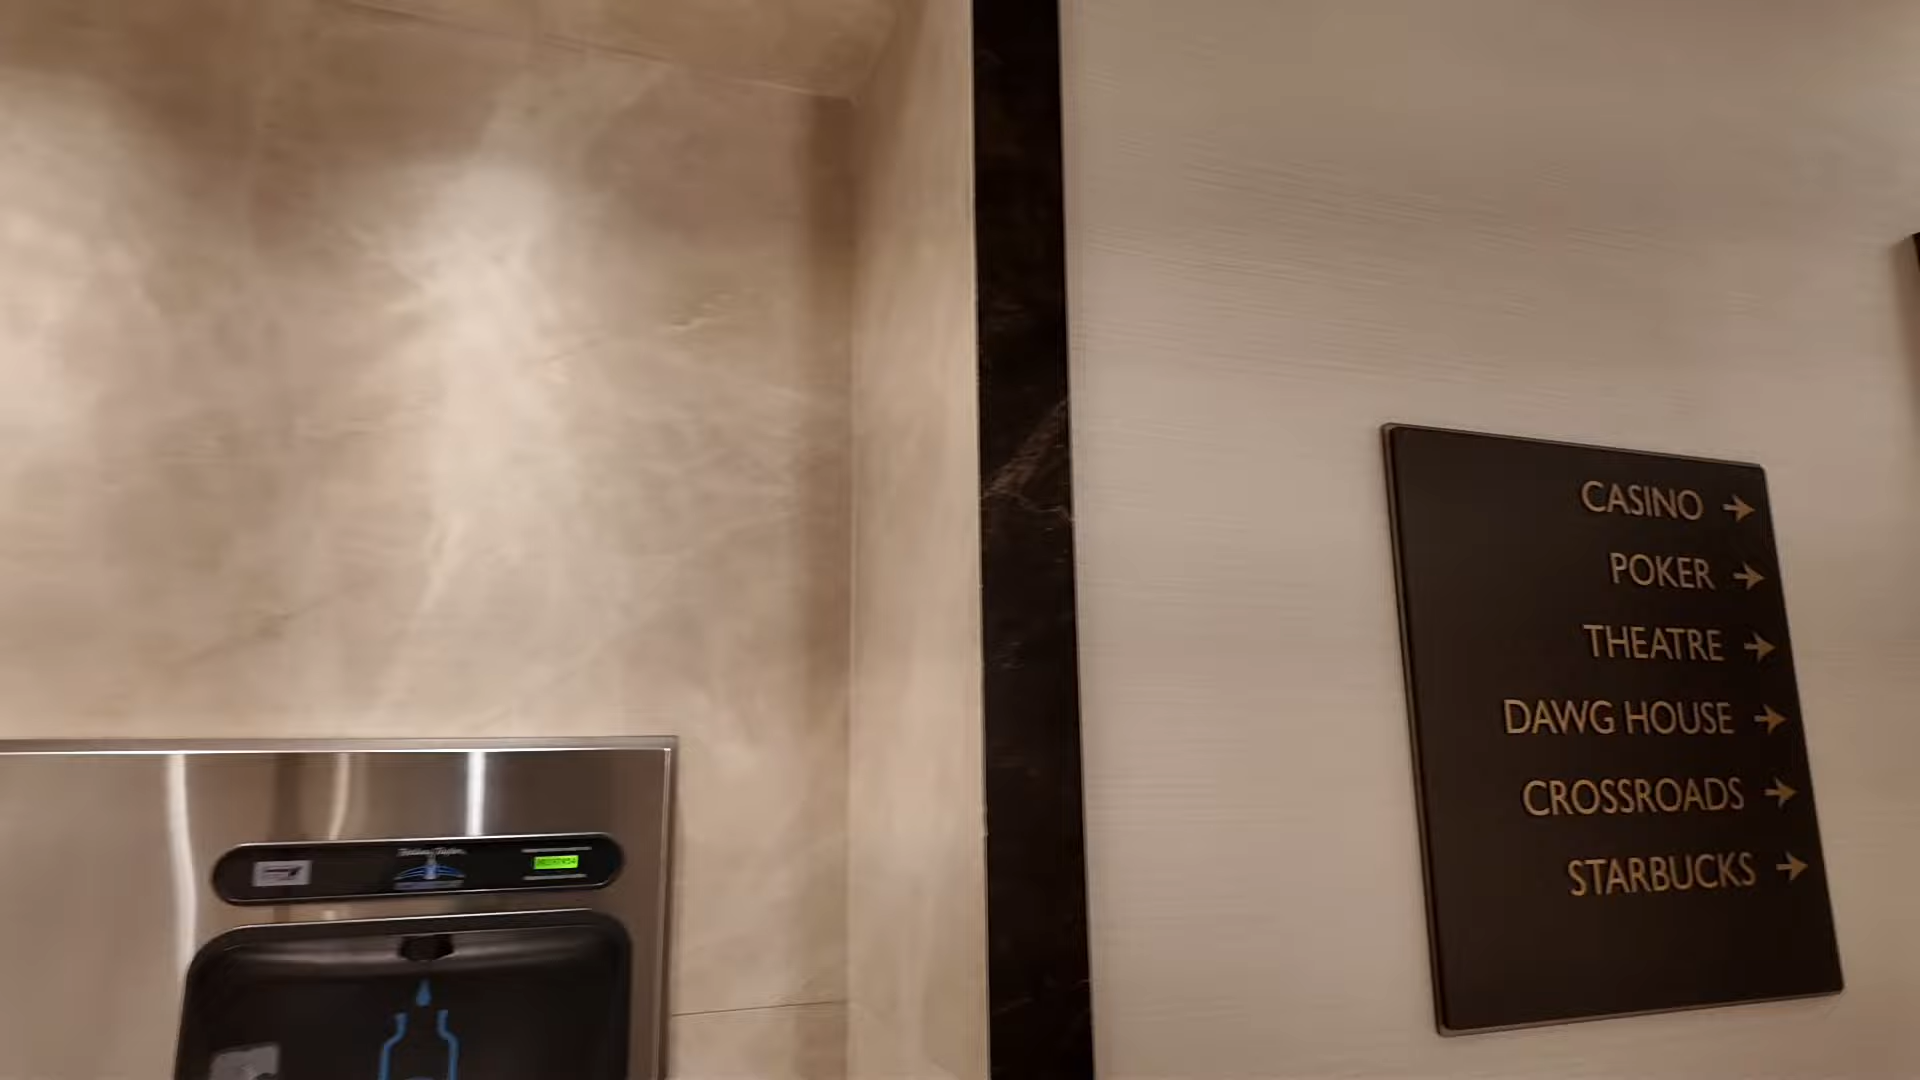 CASINO →
POKER →
THEATRE →
DAWG HOUSE →
CROSSROADS →
STARBUCKS →